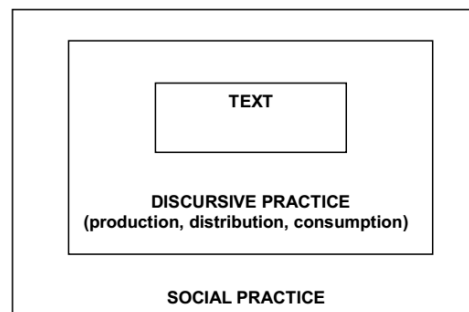 TEXT
DISCURSIVE PRACTICE
(production, distribution, consumption)
SOCIAL PRACTICE